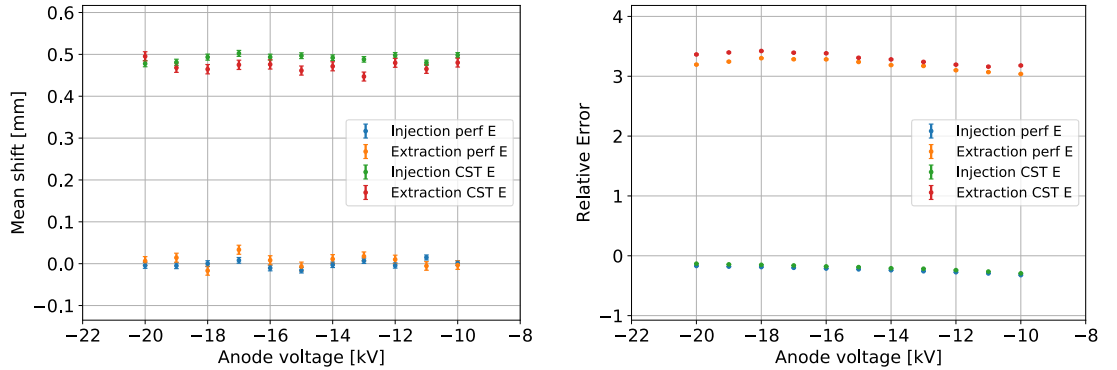 0.6
0.5
0.4
0.3
0.2
0.1
0.0
−0.1
Mean shift [mm]
Injection perf E
Extraction perf E
Injection CST E
Extraction CST E
−22 −20 −18 −16 −14 −12 −10 −8
Anode voltage [kV]
4
3
2
1
0
−1
Relative Error
Injection perf E
Extraction perf E
Injection CST E
Extraction CST E
−22 −20 −18 −16 −14 −12 −10 −8
Anode voltage [kV]